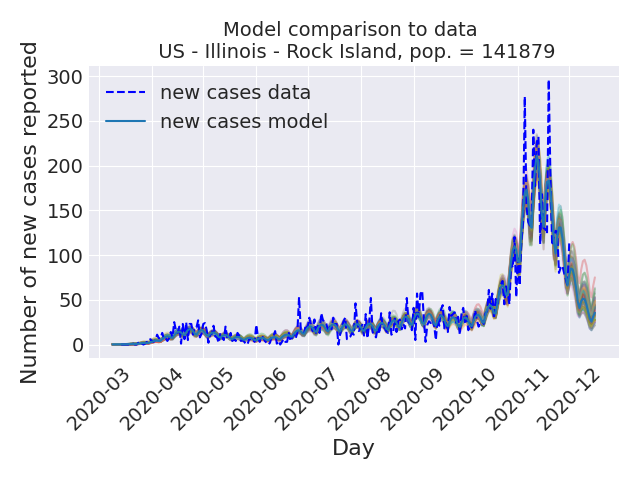 Model comparison to data
US - Illinois - Rock Island, pop. = 141879
Number of new cases reported
300
250
200
150
100
50
0
new cases data
new cases model
2020-03
2020-04
2020-05
2020-06
2020-07
2020-08
2020-09
2020-10
2020-11
2020-12
Day